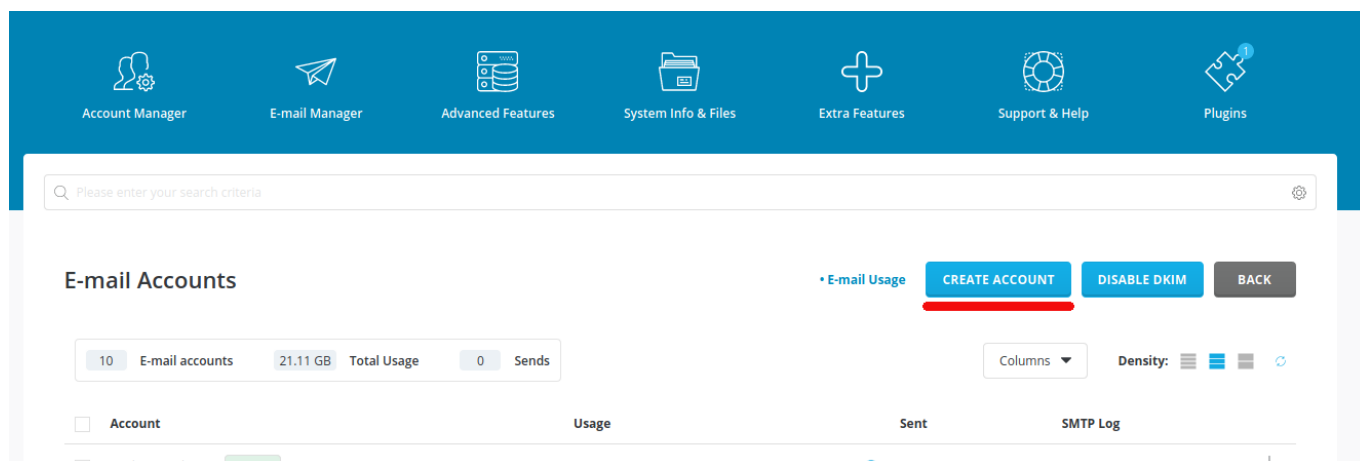 1
Account Manager E-mail Manager Advanced Features System Info & Files Extra Features Support & Help Plugins
Please enter your search criteria
E-mail Accounts • E-mail Usage CREATE ACCOUNT DISABLE DKIM BACK
10 E-mail accounts 21.11 GB Total Usage 0 Sends Columns Density:
Account Usage Sent SMTP Log